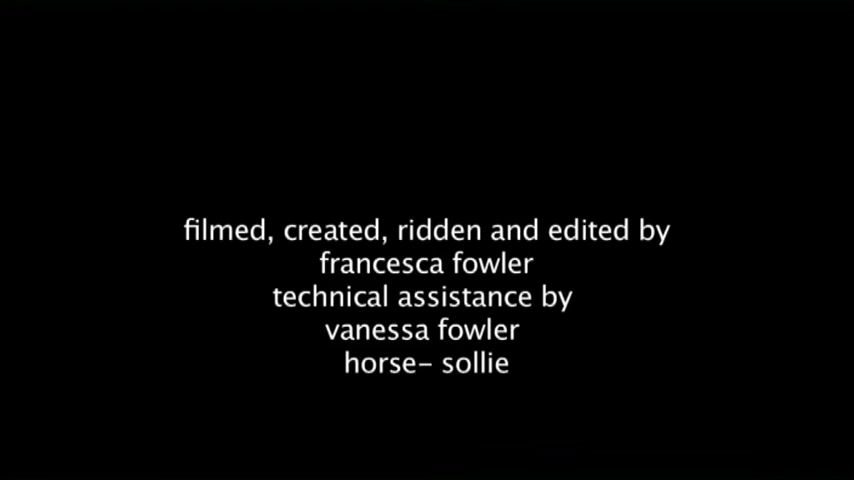 filmed, created, ridden and edited by
francesca fowler
technical assistance by
vanessa fowler
horse- sollie